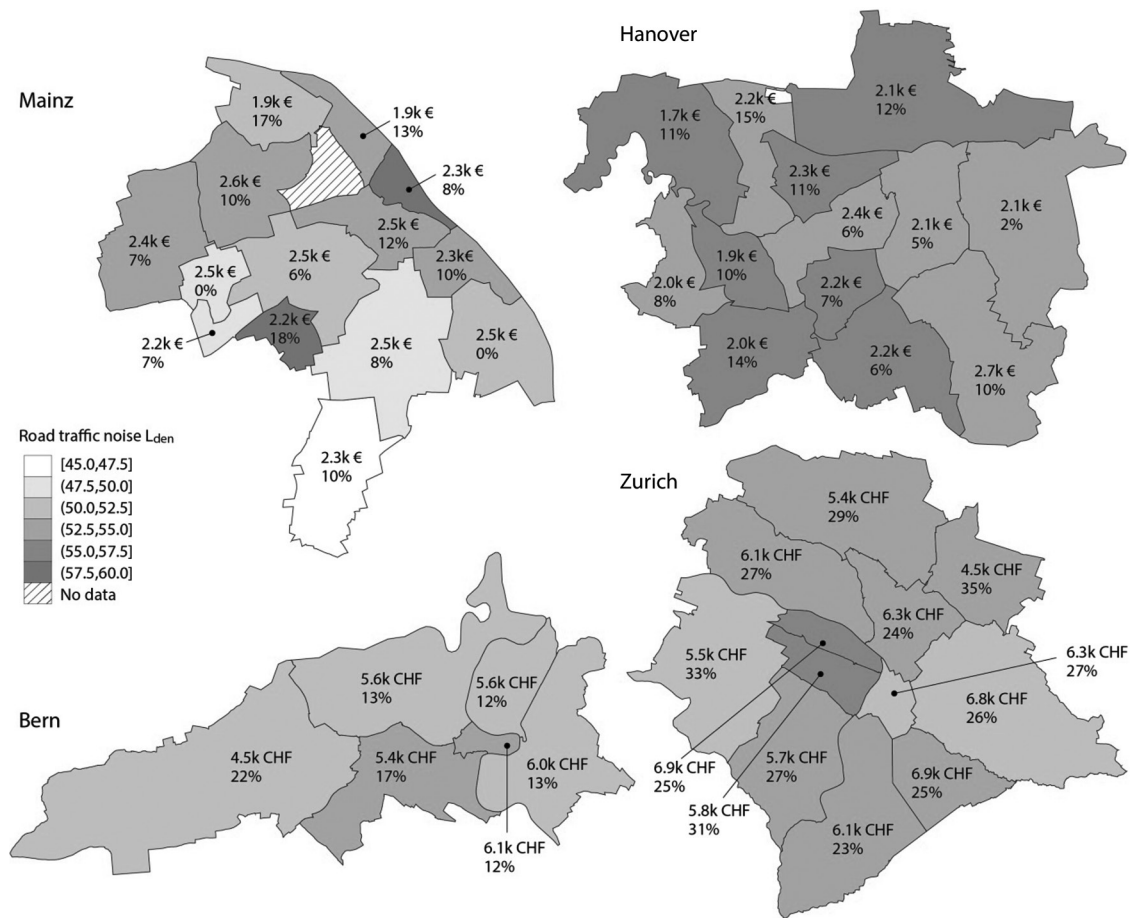 Mainz
1.9k €
17%
1.9k €
13%
2.3k €
8%
2.6k €
10%
2.5k €
12%
2.4k €
7%
2.5k €
0%
2.5k €
6%
2.3k €
10%
2.2k €
7%
2.2k €
18%
2.5k €
8%
2.5k €
0%
2.3k €
10%
Hanover
2.1k €
12%
2.2k €
15%
1.7k €
11%
2.3k €
11%
2.4k €
6%
2.1k €
5%
2.1k €
2%
1.9k €
10%
2.0k €
8%
2.2k €
7%
2.0k €
14%
2.2k €
6%
2.7k €
10%
Road traffic noise Lden
[45.0,47.5]
(47.5,50.0]
(50.0,52.5]
(52.5,55.0]
(55.0,57.5]
(57.5,60.0]
No data
Bern
5.6k CHF
13%
5.6k CHF
12%
4.5k CHF
22%
5.4k CHF
17%
6.0k CHF
13%
6.1k CHF
12%
Zurich
5.4k CHF
29%
6.1k CHF
27%
4.5k CHF
35%
6.3k CHF
24%
5.5k CHF
33%
6.3k CHF
27%
6.8k CHF
26%
6.9k CHF
25%
5.7k CHF
27%
6.9k CHF
25%
5.8k CHF
31%
6.1k CHF
23%